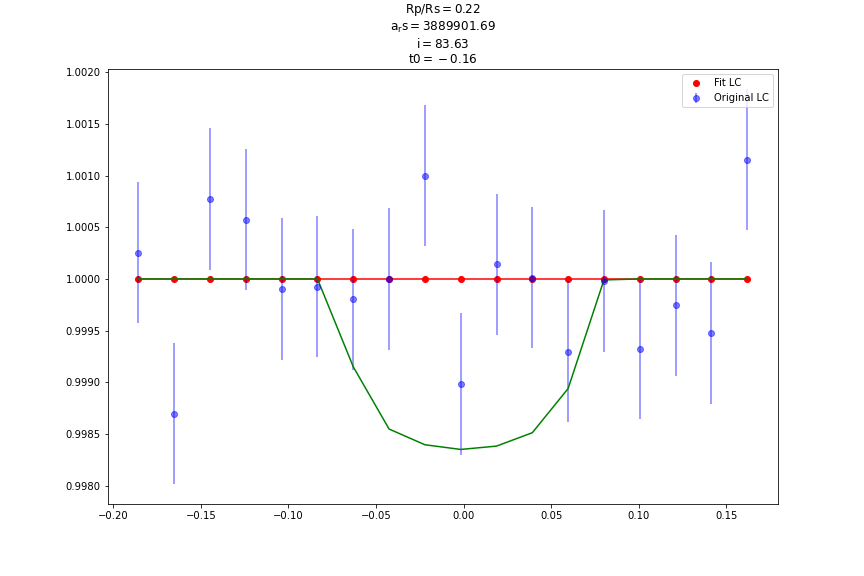 Rp/Rs = 0.22
a_rs = 3889901.69
i = 83.63
t0 = − 0.16
Fit LC
Original LC
1.0020
1.0015
1.0010
1.0005
1.0000
0.9995
0.9990
0.9985
0.9980
−0.20 −0.15 −0.10 −0.05 0.00 0.05 0.10 0.15